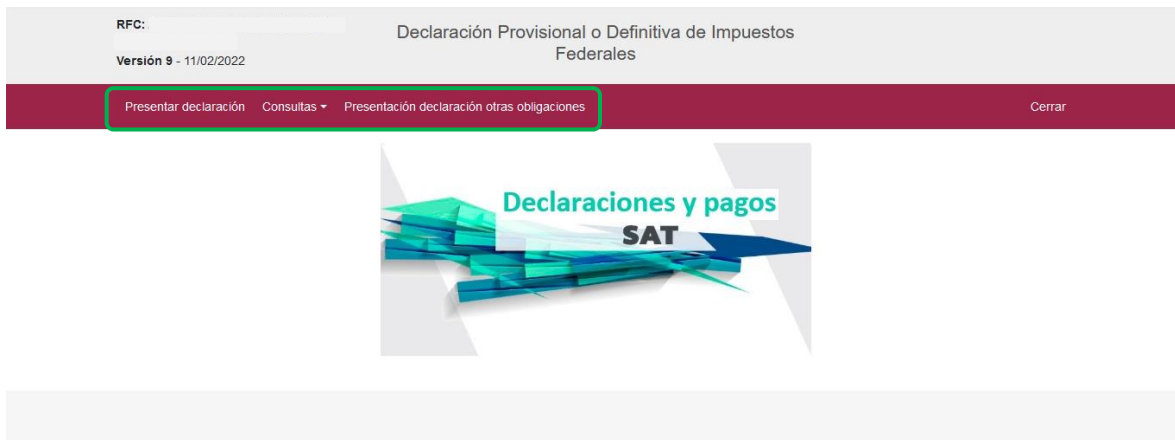 RFC:
Declaración Provisional o Definitiva de Impuestos
Federales
Versión 9 - 11/02/2022
Presentar declaración Consultas Presentación declaración otras obligaciones Cerrar
Declaraciones y pagos
SAT